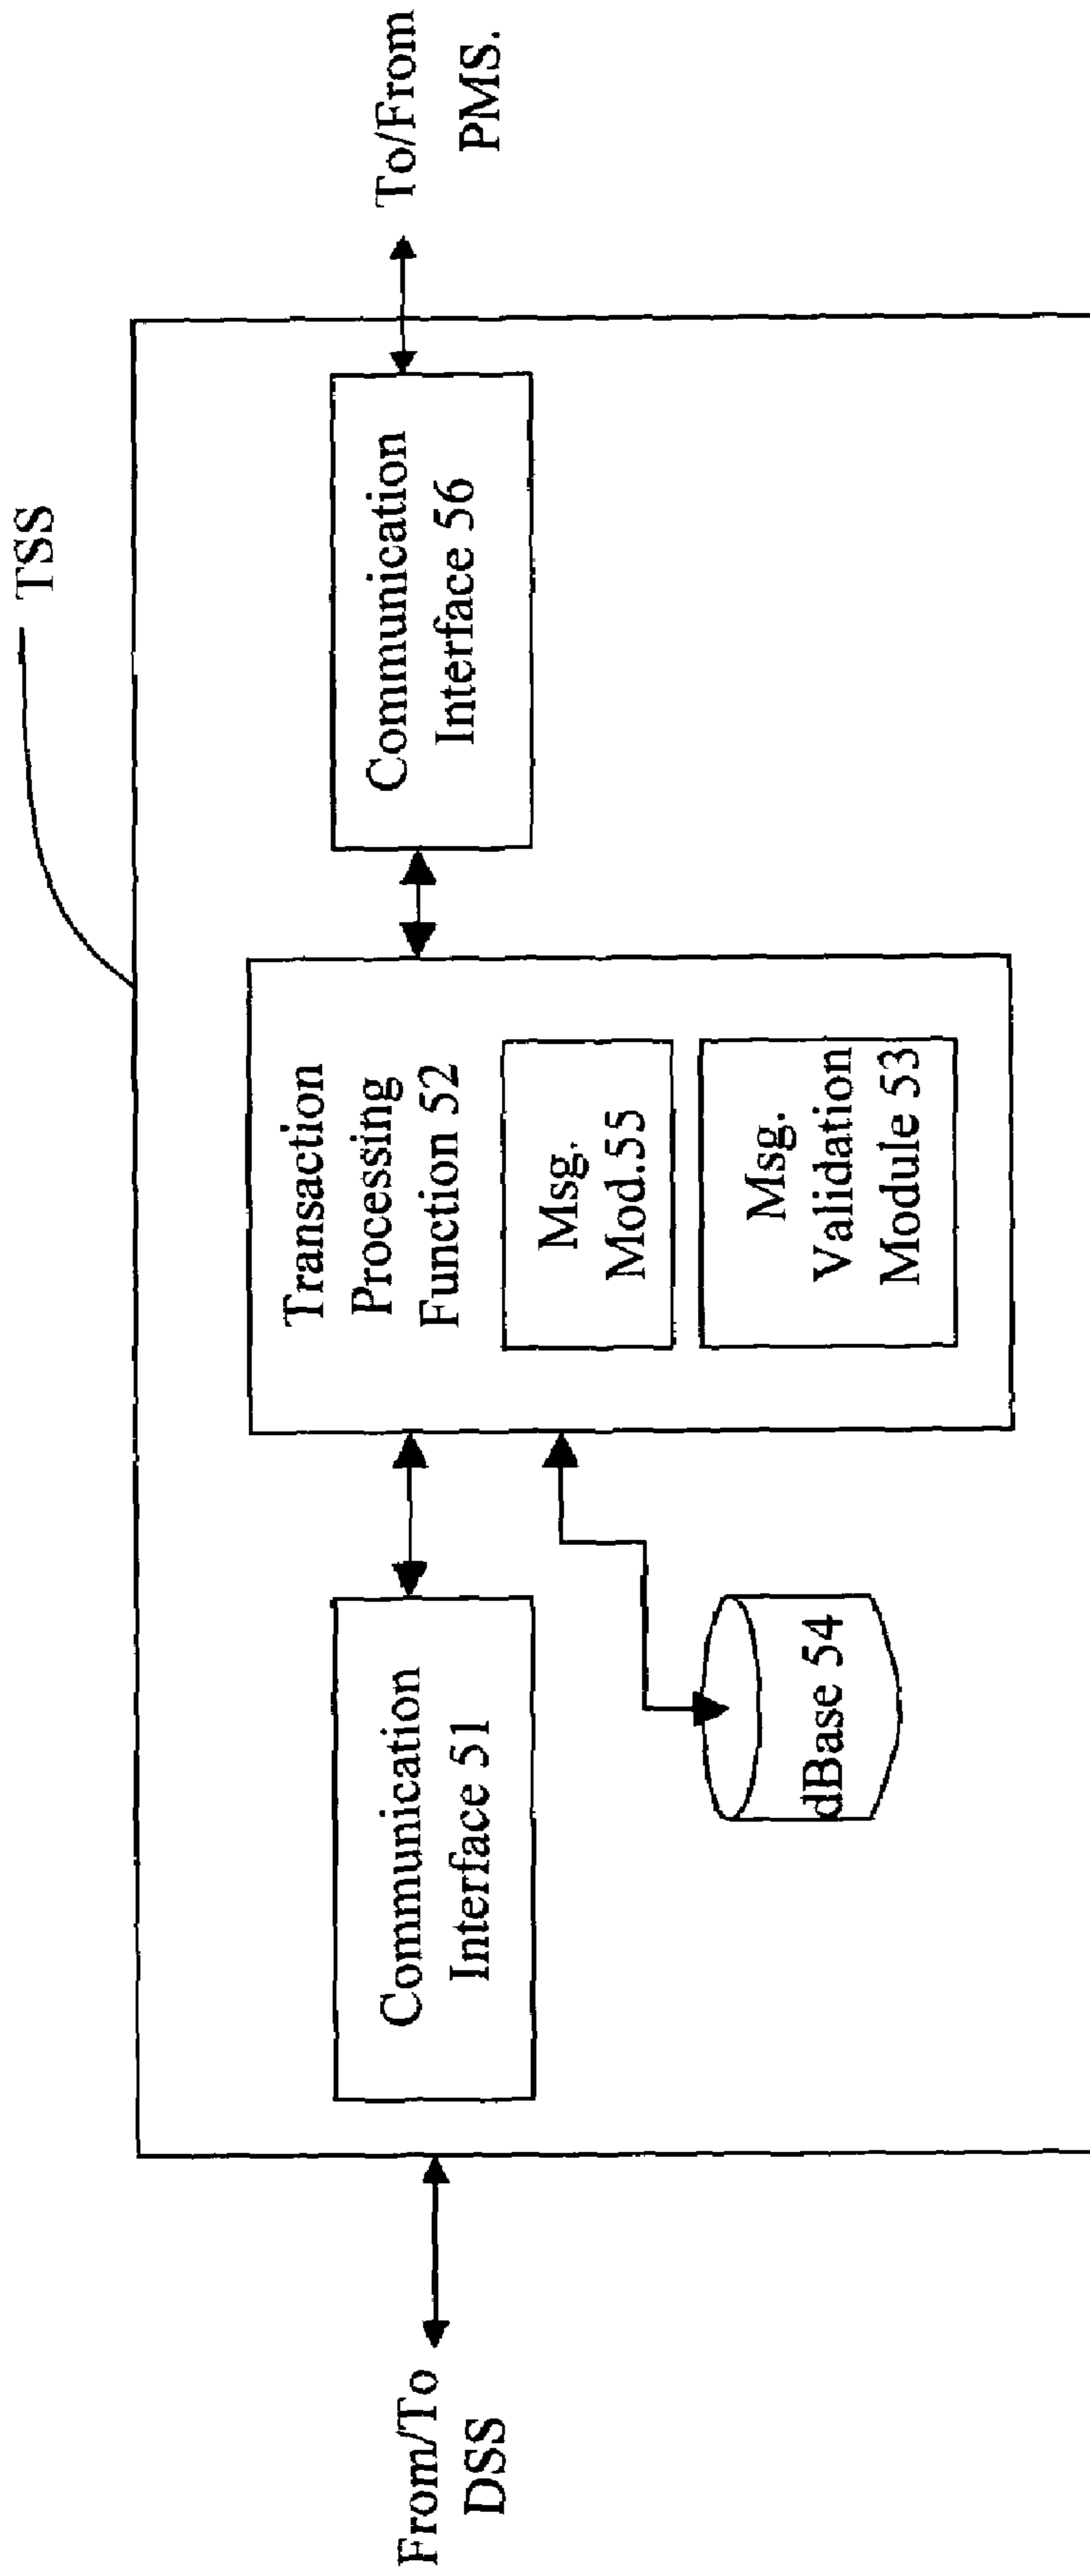 TSS
From/To
DSS
Communication
Interface 51
dBase 54
Transaction
Processing
Function 52
Msg.
Mod.55
Msg.
Validation
Module 53
Communication
Interface 56
To/From
PMS.